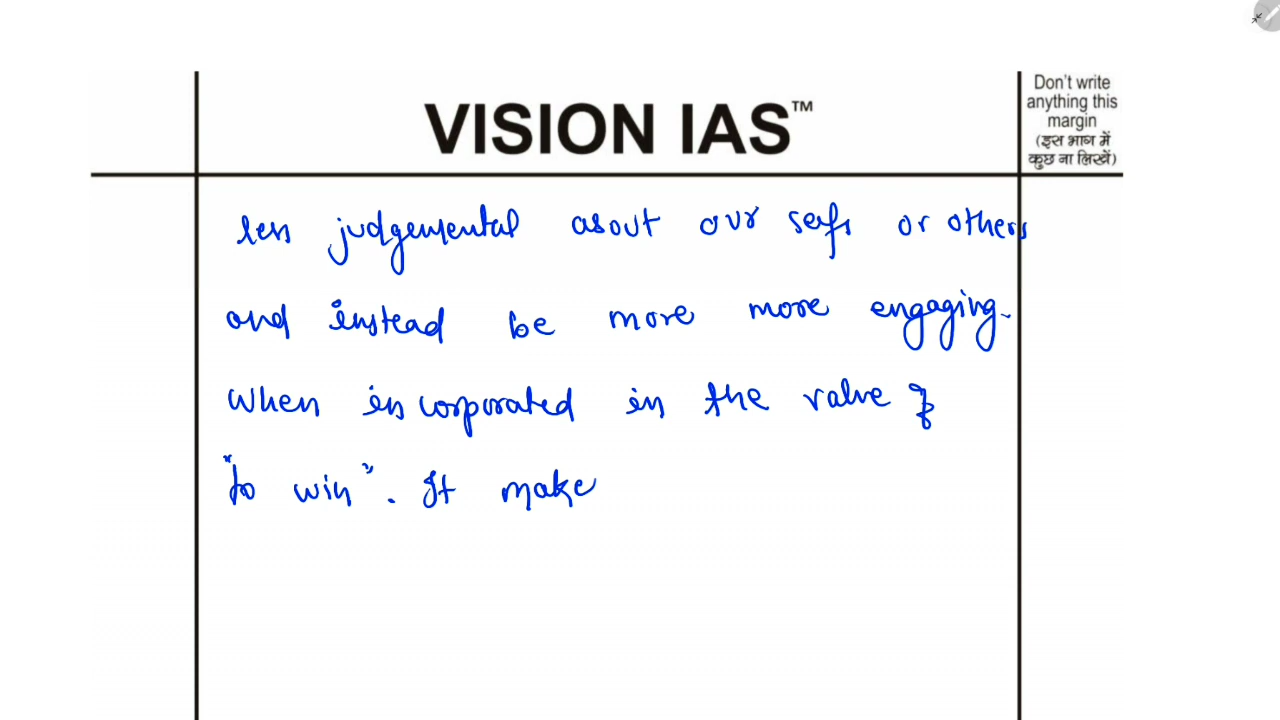 VISION IAS™
Don't write
anything this
margin
(इस भाग में
कुछ ना लिखें)
less judgemental about our selfs or others
and instead be more more engaging.
when incorporated in the value of
"to win". It make